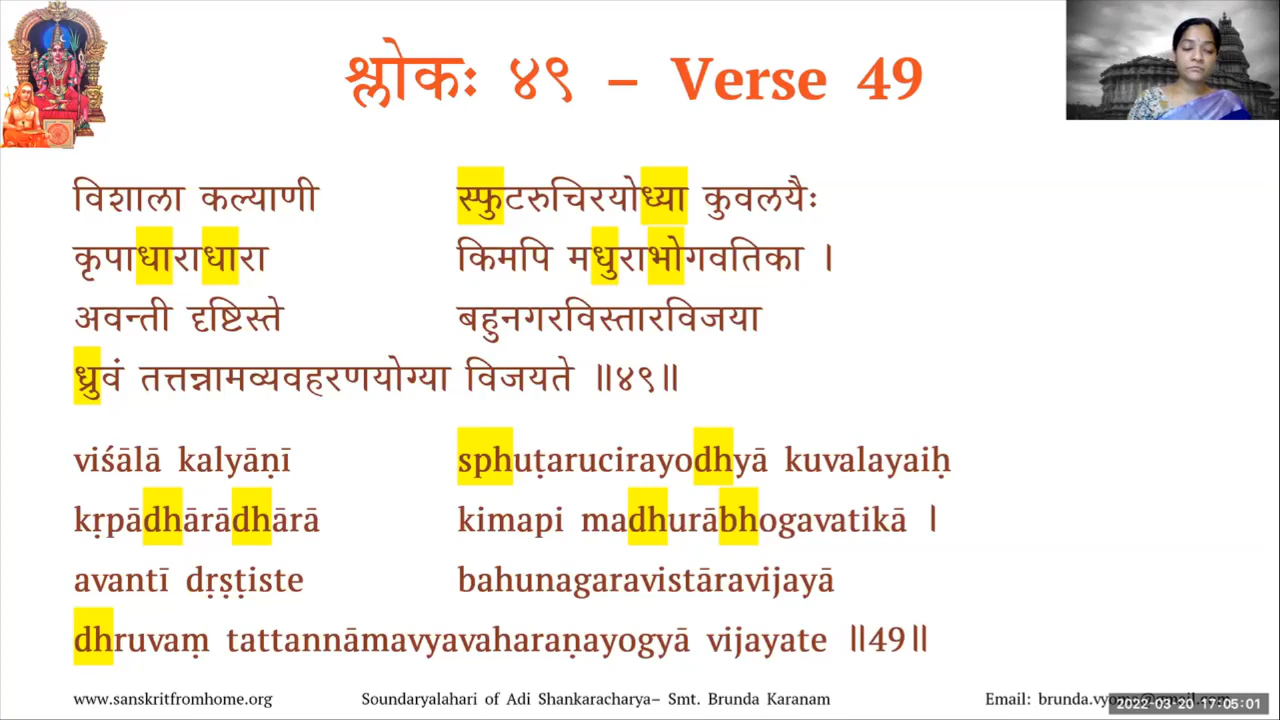 श्लोकः ४९ – Verse 49
विशाला कल्याणी स्फुटरुचिरयोध्या कुवलयैः
कृपाधाराधारा किमपि मधुराभोगवतिका ।
अवन्ती दृष्टिस्ते बहुनगरविस्तारविजया
ध्रुवं तत्तन्नामव्यवहरणयोग्या विजयते ॥४९॥
viśālā kalyāṇī sphuṭarucirayodhyā kuvalayaiḥ
kṛpādhārādhārā kimapi madhurābhogavatikā ।
avantī dṛṣṭiste bahunagaravistāravijayā
dhruvaṃ tattannāmavyavaharaṇayogyā vijayate ॥49॥
www.sanskritfromhome.org Soundaryalahari of Adi Shankaracharya– Smt. Brunda Karanam Email:
2022-03-20 17:05:01